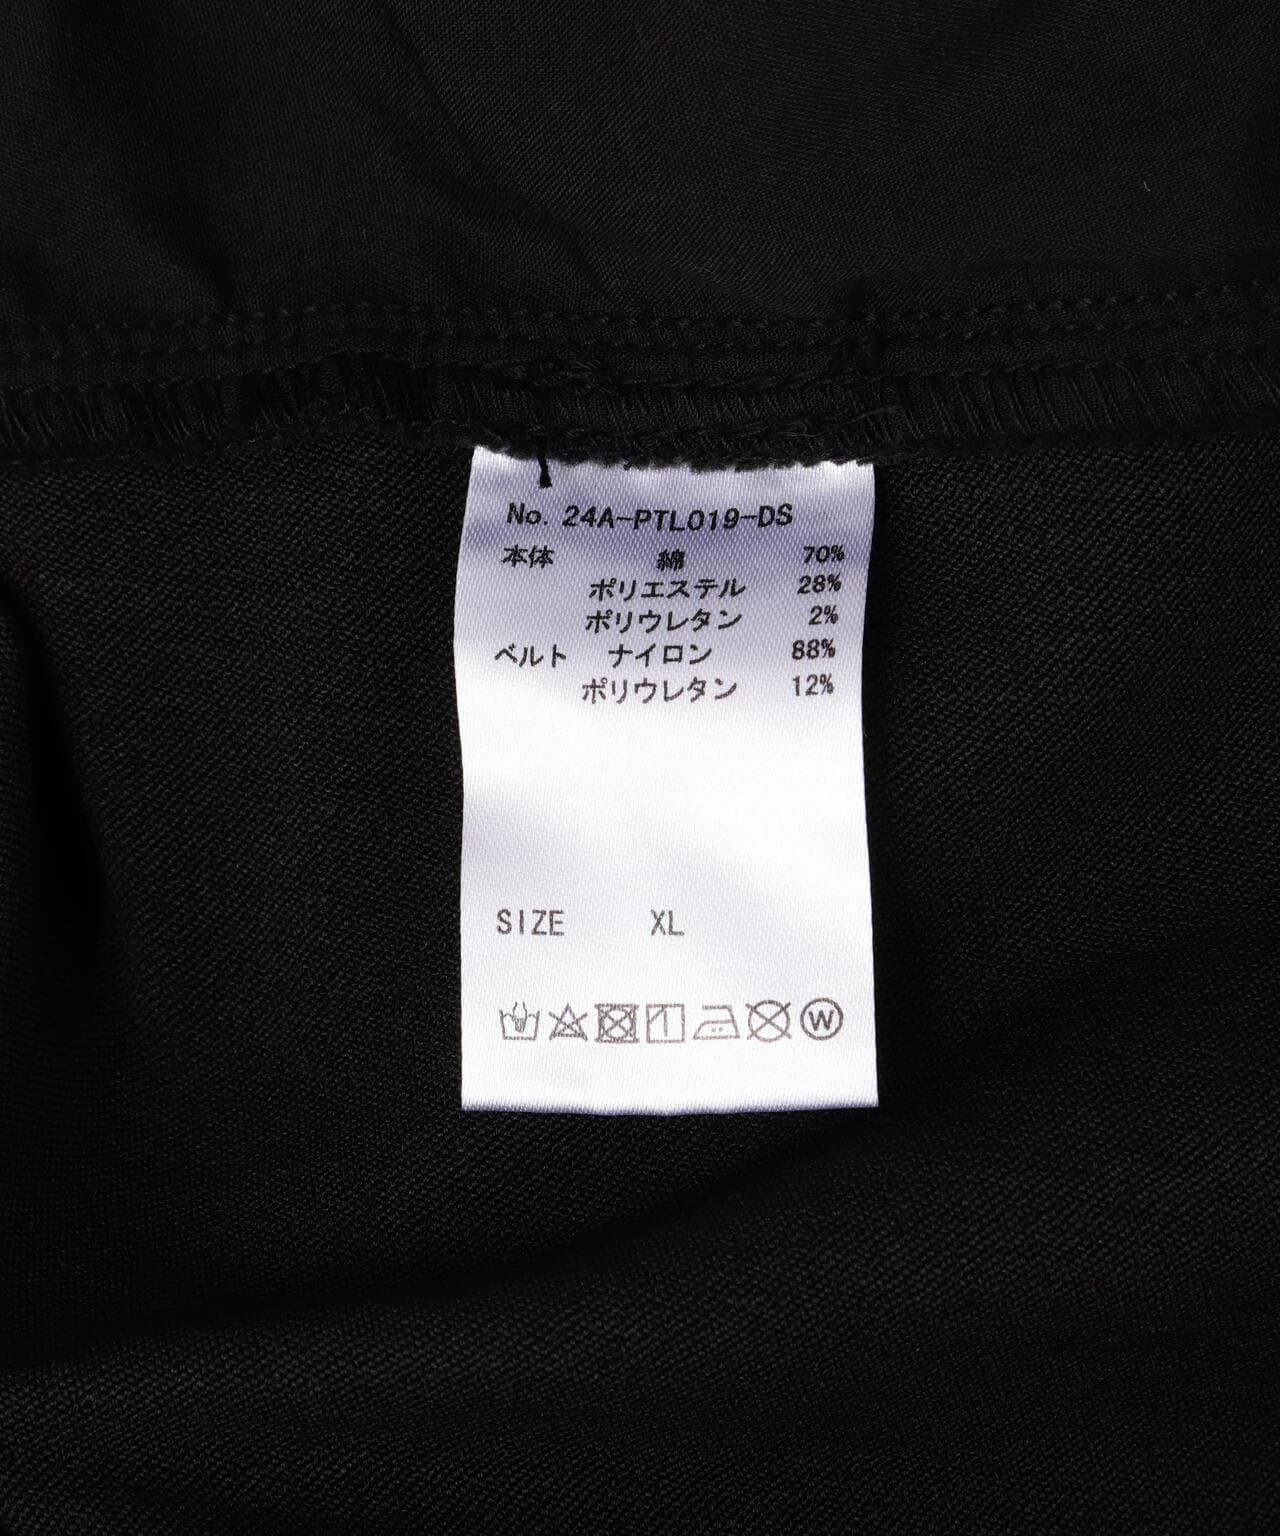 No. 24A-PTL019-DS
本体 綿 70%
ポリエステル 28%
ポリウレタン 2%
ベルト ナイロン 88%
ポリウレタン 12%
SIZE XL
W